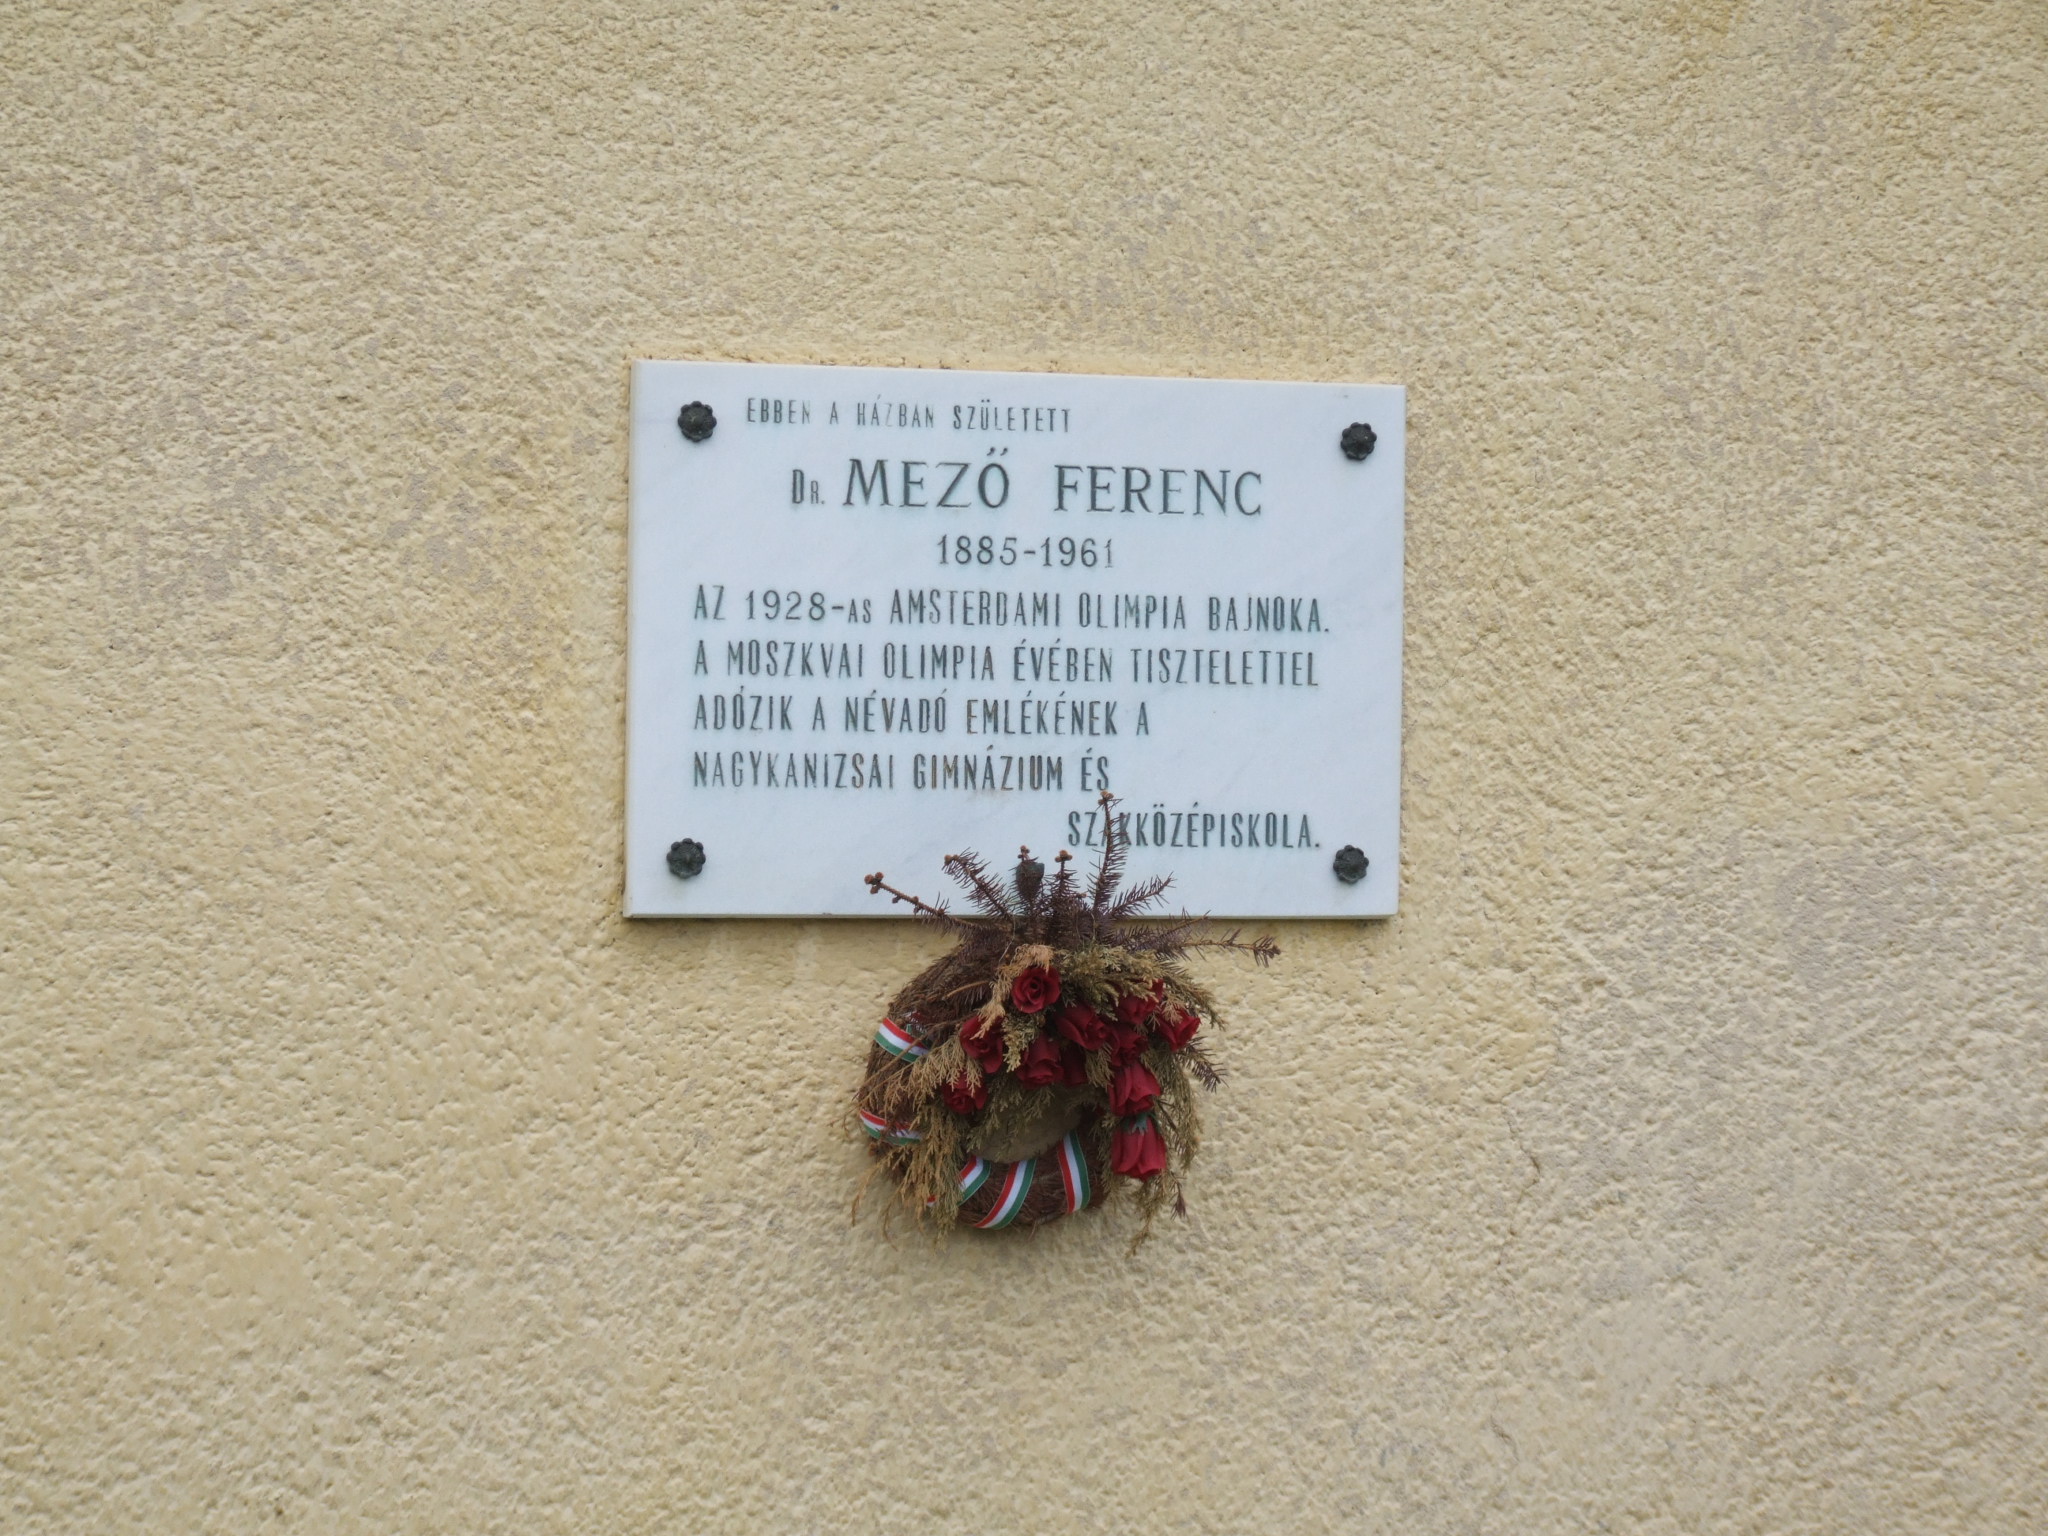 EBBEN A HÁZBAN SZÜLETETT
DR. MEZŐ FERENC
1885-1961
AZ 1928-AS AMSTERDAMI OLIMPIA BAJNOKA.
A MOSZKVAI OLIMPIA ÉVÉBEN TISZTELETTEL
ADÓZIK A NÉVADÓ EMLÉKÉNEK A
NAGYKANIZSAI GIMNÁZIUM ÉS
SZAKKÖZÉPISKOLA.